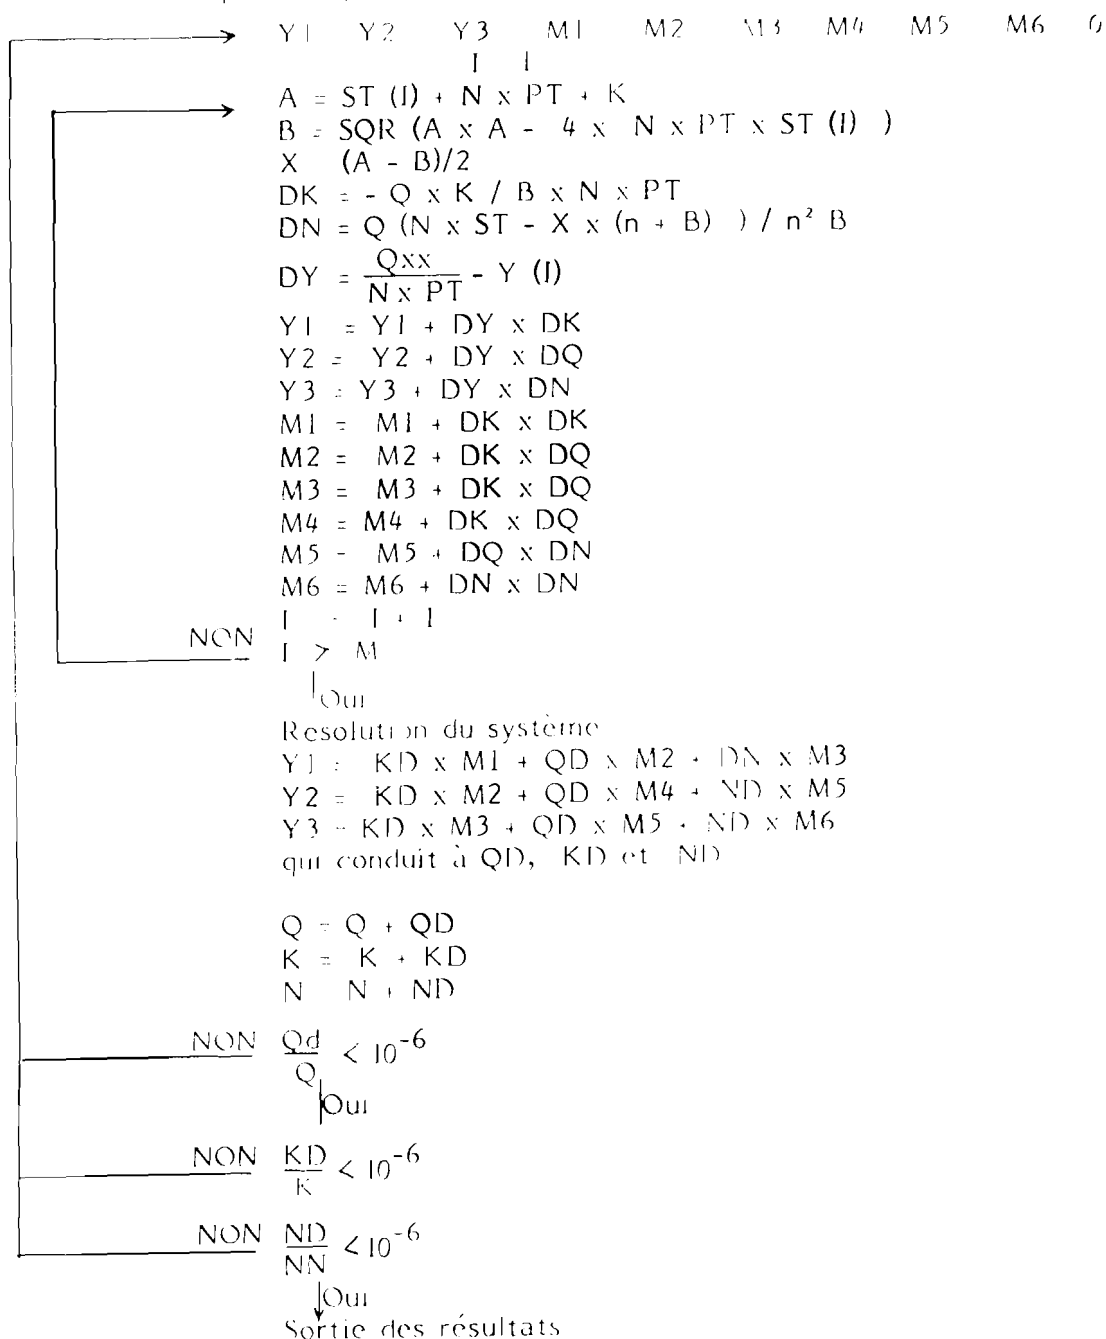 Y1 Y2 Y3 M1 M2 M3 M4 M5 M6 0
I 1
A = ST (I) + N x PT + K
B = SQR (A x A - 4 x N x PT x ST (I) )
X (A - B)/2
DK = - Q x K / B x N x PT
DN = Q (N x ST - X x (n + B) ) / n² B
DY = Qxx / N x PT - Y (I)
Y1 = Y1 + DY x DK
Y2 = Y2 + DY x DQ
Y3 = Y3 + DY x DN
M1 = M1 + DK x DK
M2 = M2 + DK x DQ
M3 = M3 + DK x DQ
M4 = M4 + DK x DQ
M5 - M5 + DQ x DN
M6 = M6 + DN x DN
I - I + 1
NON I > M
Oui
Resolution du système
Y1 = KD x M1 + QD x M2 + DN x M3
Y2 = KD x M2 + QD x M4 + ND x M5
Y3 - KD x M3 + QD x M5 + ND x M6
qui conduit à QD, KD et ND
Q = Q + QD
K = K + KD
N N + ND
NON Qd / Q < 10⁻⁶
Oui
NON KD / K < 10⁻⁶
NON ND / NN < 10⁻⁶
Oui
Sortie des résultats